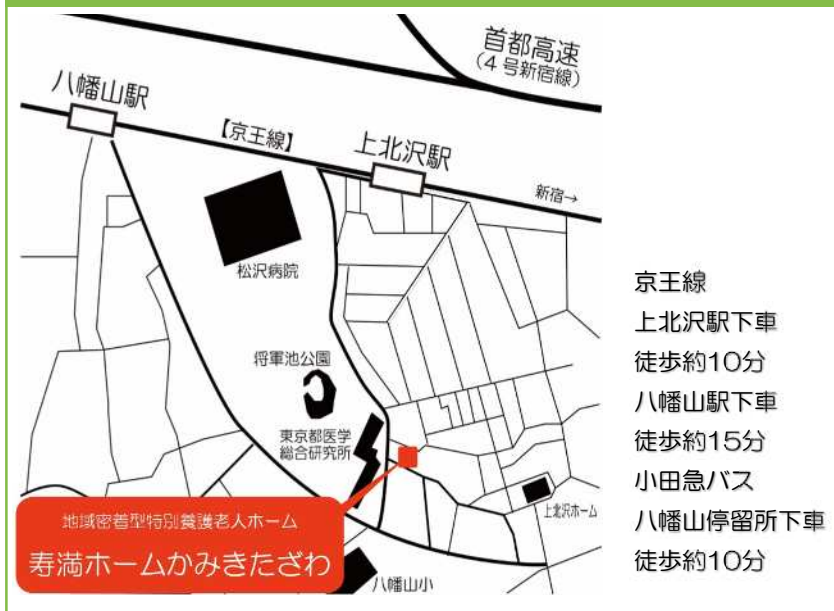 首都高速
(4号新宿線)
八幡山駅
【京王線】
上北沢駅
新宿→
松沢病院
将軍池公園
東京都医学
総合研究所
上北沢ホーム
地域密着型特別養護老人ホーム
寿満ホームかみきたざわ
八幡山小
京王線
上北沢駅下車
徒歩約10分
八幡山駅下車
徒歩約15分
小田急バス
八幡山停留所下車
徒歩約10分